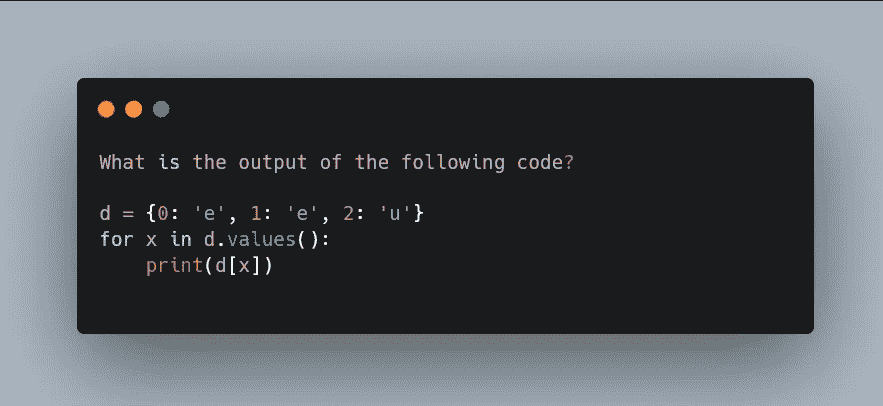 What is the output of the following code?
d = {0: 'e', 1: 'e', 2: 'u'}
for x in d.values():
    print(d[x])